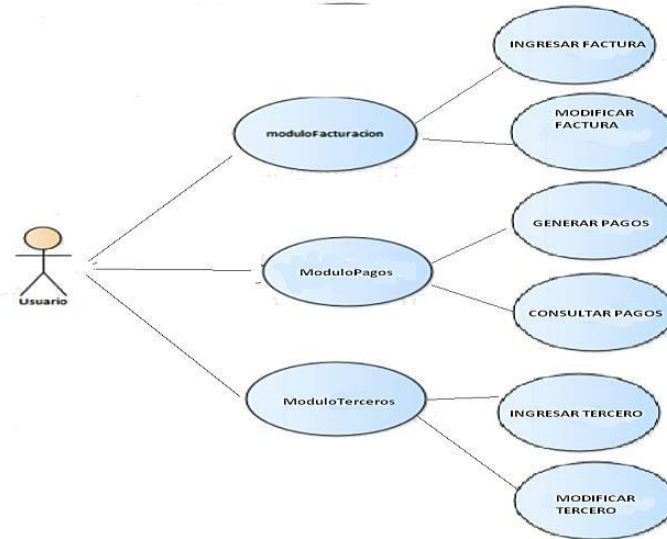 INGRESAR FACTURA
MODIFICAR
FACTURA
moduloFacturacion
GENERAR PAGOS
ModuloPagos
Usuario
CONSULTAR PAGOS
ModuloTerceros
INGRESAR TERCERO
MODIFICAR
TERCERO